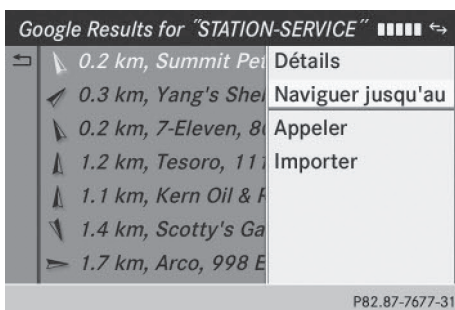 Google Results for ˝STATION-SERVICE˝
0.2 km, Summit Pet
0.3 km, Yang's Shel
0.2 km, 7-Eleven, 80
1.2 km, Tesoro, 111
1.1 km, Kern Oil &
1.4 km, Scotty's Ga
1.7 km, Arco, 998 E
Détails
Naviguer jusqu'au
Appeler
Importer
P82.87-7677-31